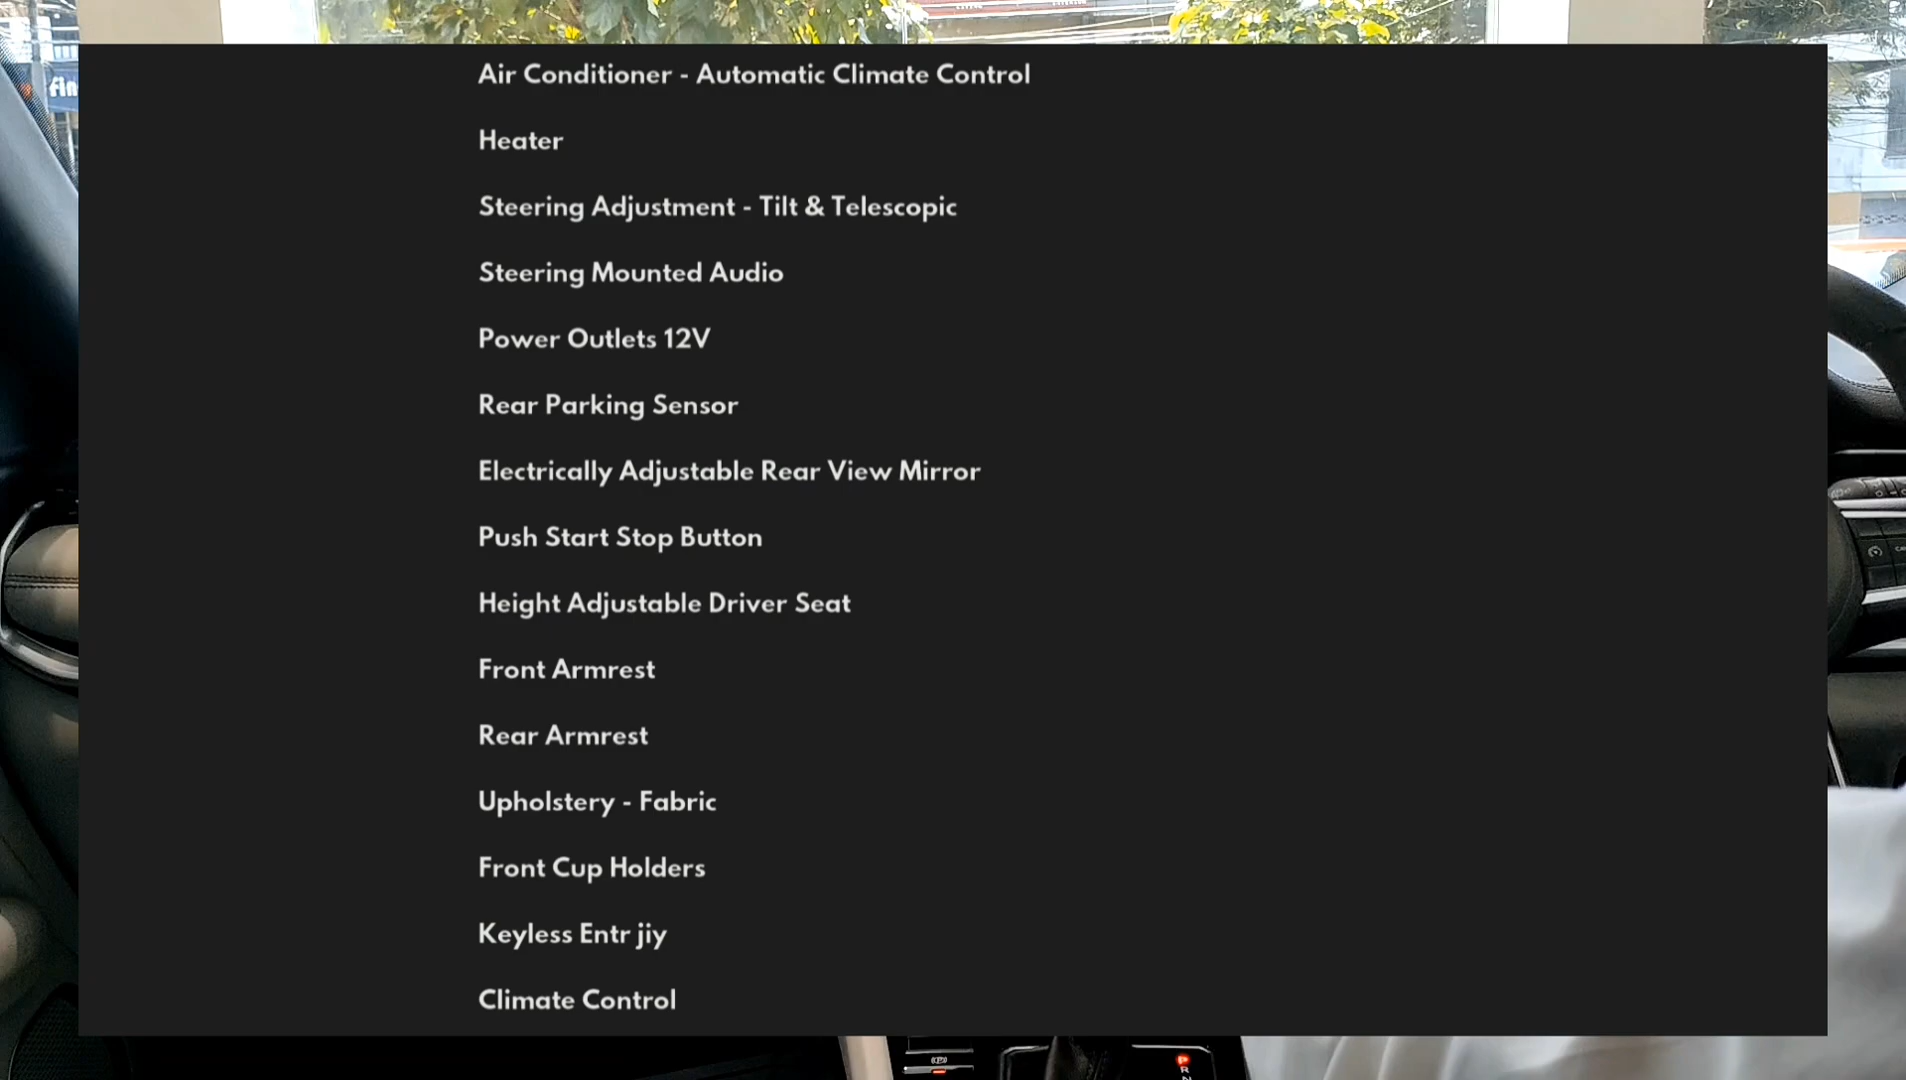 fin
Air Conditioner - Automatic Climate Control
Heater
Steering Adjustment - Tilt & Telescopic
Steering Mounted Audio
Power Outlets 12V
Rear Parking Sensor
Electrically Adjustable Rear View Mirror
Push Start Stop Button
Height Adjustable Driver Seat
Front Armrest
Rear Armrest
Upholstery - Fabric
Front Cup Holders
Keyless Entr jiy
Climate Control
P
R
N